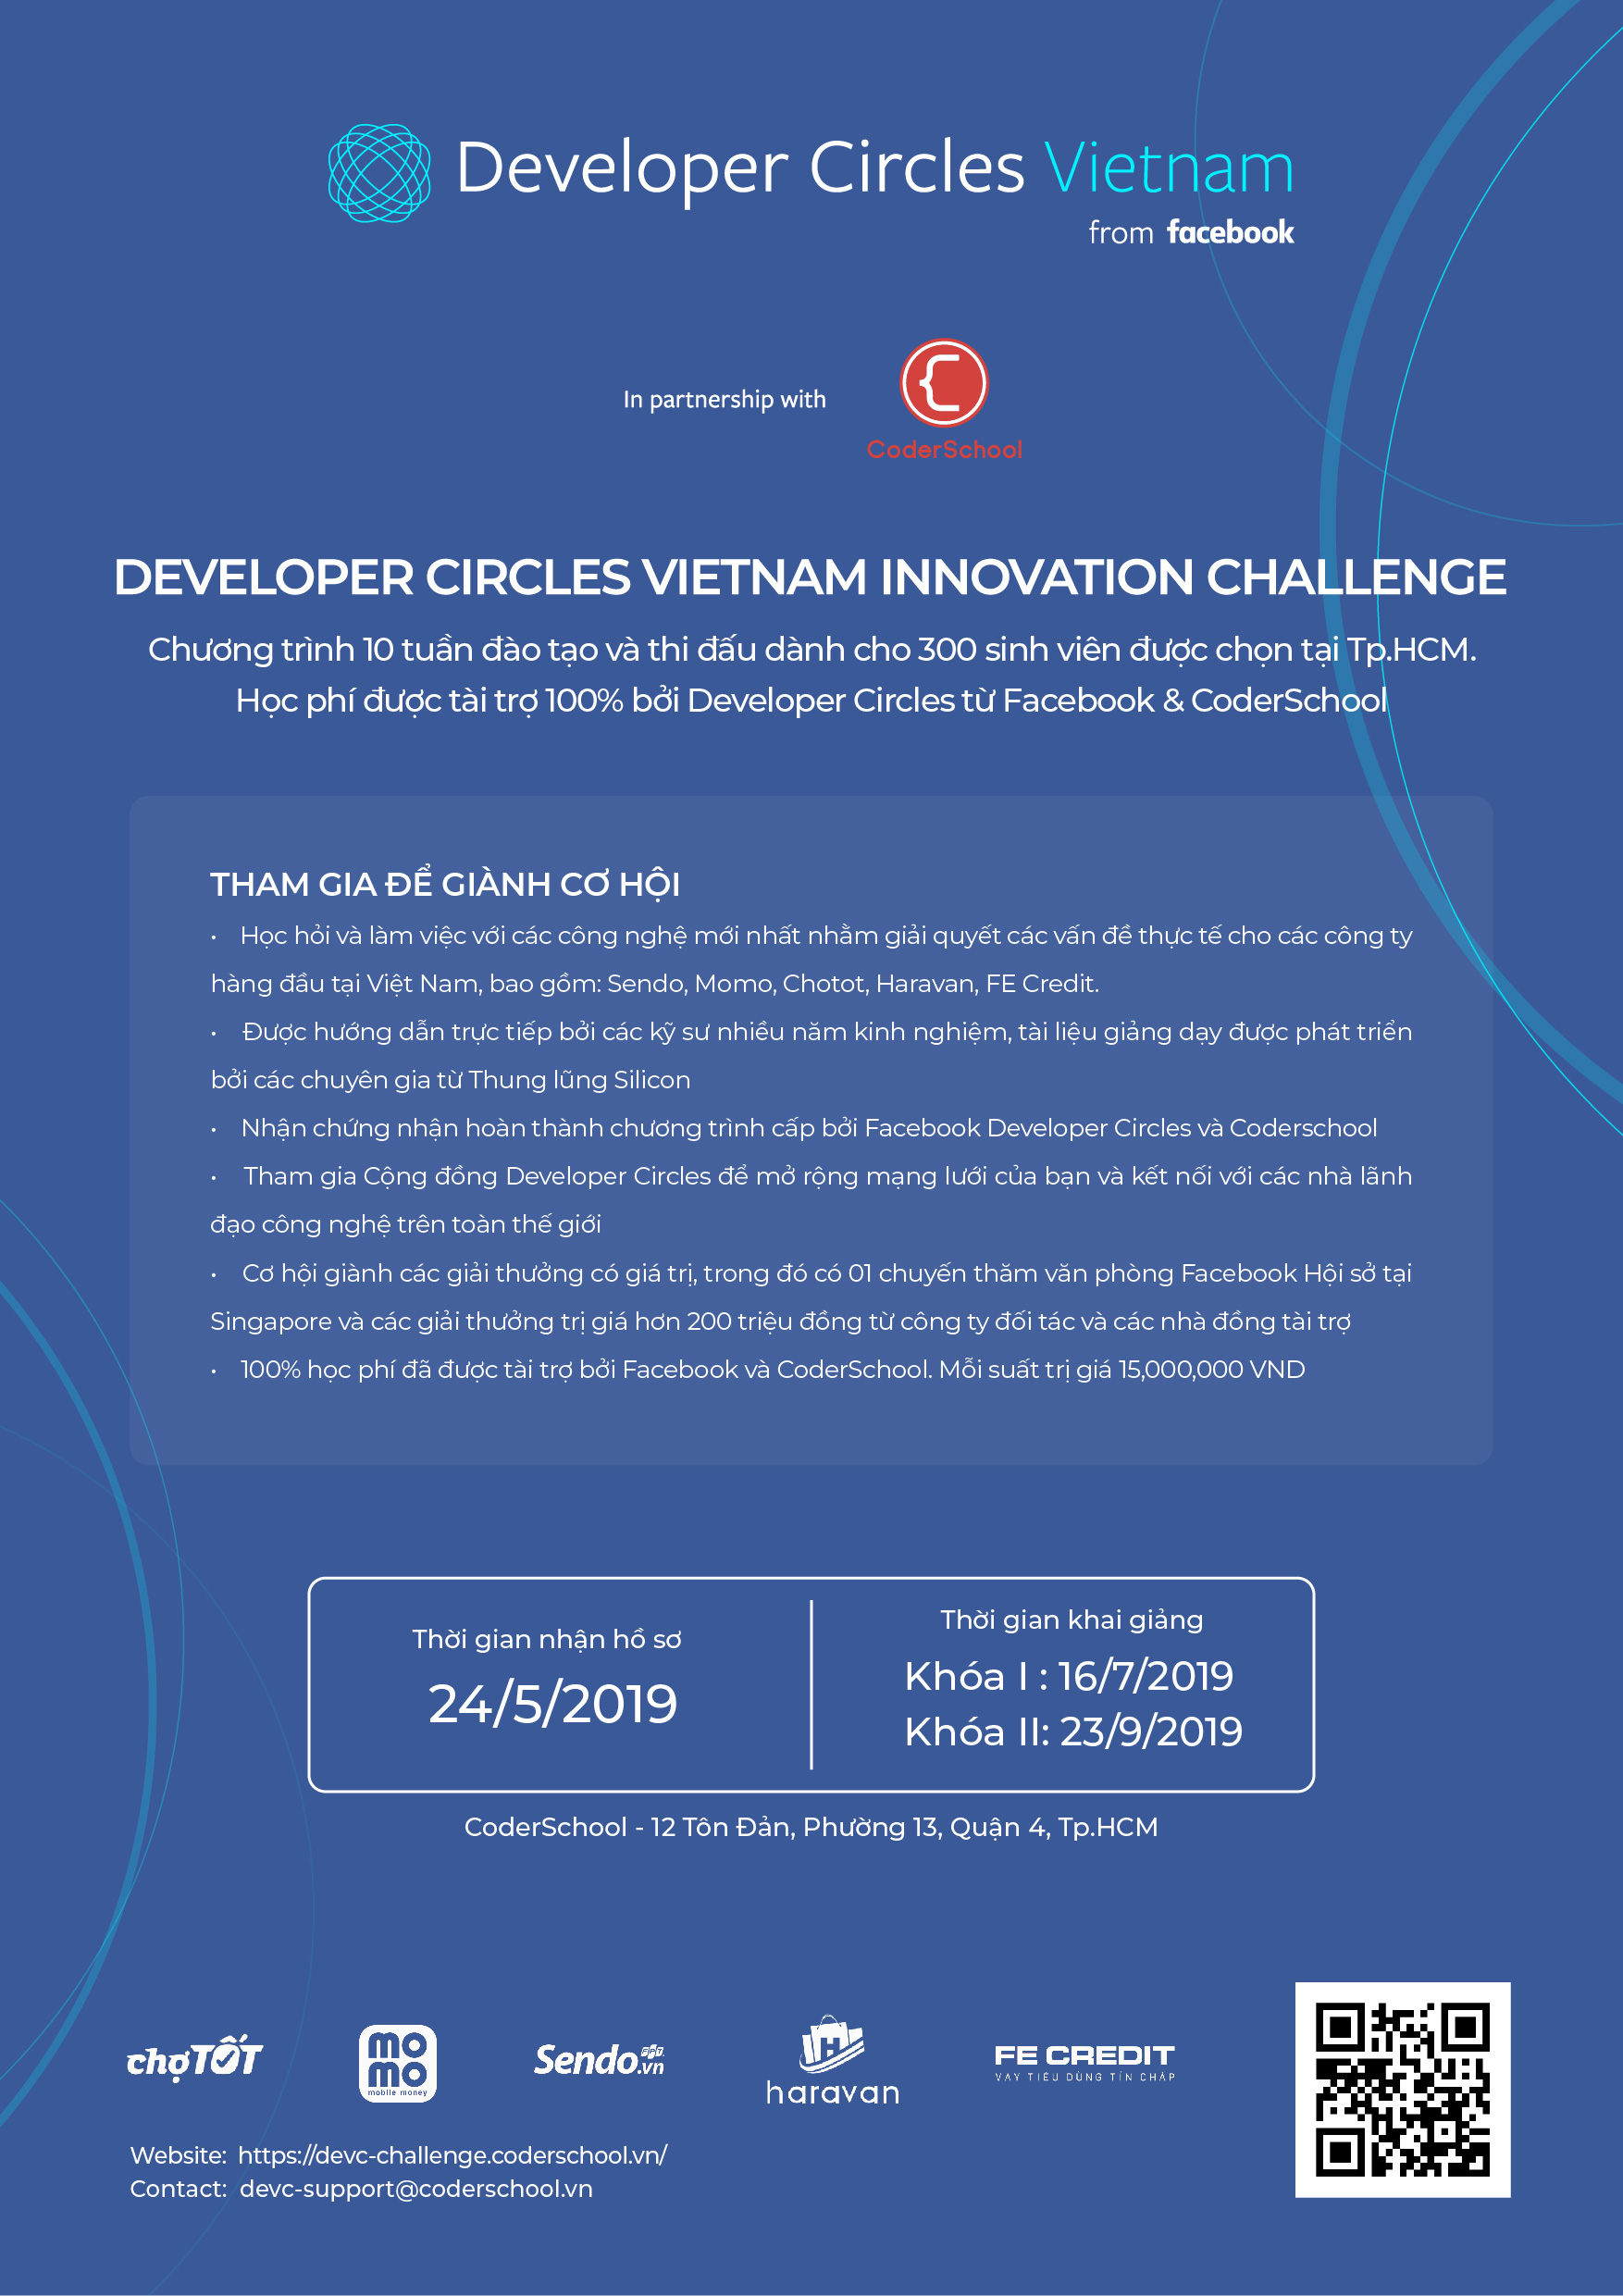 Developer Circles Vietnam
from facebook
In partnership with
CoderSchool
DEVELOPER CIRCLES VIETNAM INNOVATION CHALLENGE
Chương trình 10 tuần đào tạo và thi đấu dành cho 300 sinh viên được chọn tại Tp.HCM.
Học phí được tài trợ 100% bởi Developer Circles từ Facebook & CoderSchool
THAM GIA ĐỂ GIÀNH CƠ HỘI
• Học hỏi và làm việc với các công nghệ mới nhất nhằm giải quyết các vấn đề thực tế cho các công ty
hàng đầu tại Việt Nam, bao gồm: Sendo, Momo, Chotot, Haravan, FE Credit.
• Được hướng dẫn trực tiếp bởi các kỹ sư nhiều năm kinh nghiệm, tài liệu giảng dạy được phát triển
bởi các chuyên gia từ Thung lũng Silicon
• Nhận chứng nhận hoàn thành chương trình cấp bởi Facebook Developer Circles và Coderschool
• Tham gia Cộng đồng Developer Circles để mở rộng mạng lưới của bạn và kết nối với các nhà lãnh
đạo công nghệ trên toàn thế giới
• Cơ hội giành các giải thưởng có giá trị, trong đó có 01 chuyến thăm văn phòng Facebook Hội sở tại
Singapore và các giải thưởng trị giá hơn 200 triệu đồng từ công ty đối tác và các nhà đồng tài trợ
• 100% học phí đã được tài trợ bởi Facebook và CoderSchool. Mỗi suất trị giá 15,000,000 VND
Thời gian nhận hồ sơ
24/5/2019
Thời gian khai giảng
Khóa I : 16/7/2019
Khóa II: 23/9/2019
CoderSchool - 12 Tôn Đản, Phường 13, Quận 4, Tp.HCM
chợTỐT
mo
mo
mobile money
Sendo.vn
FPT
H
haravan
FE CREDIT
VAY TIÊU DÙNG TÍN CHẤP
Website: https://devc-challenge.coderschool.vn/
Contact: devc-support@coderschool.vn